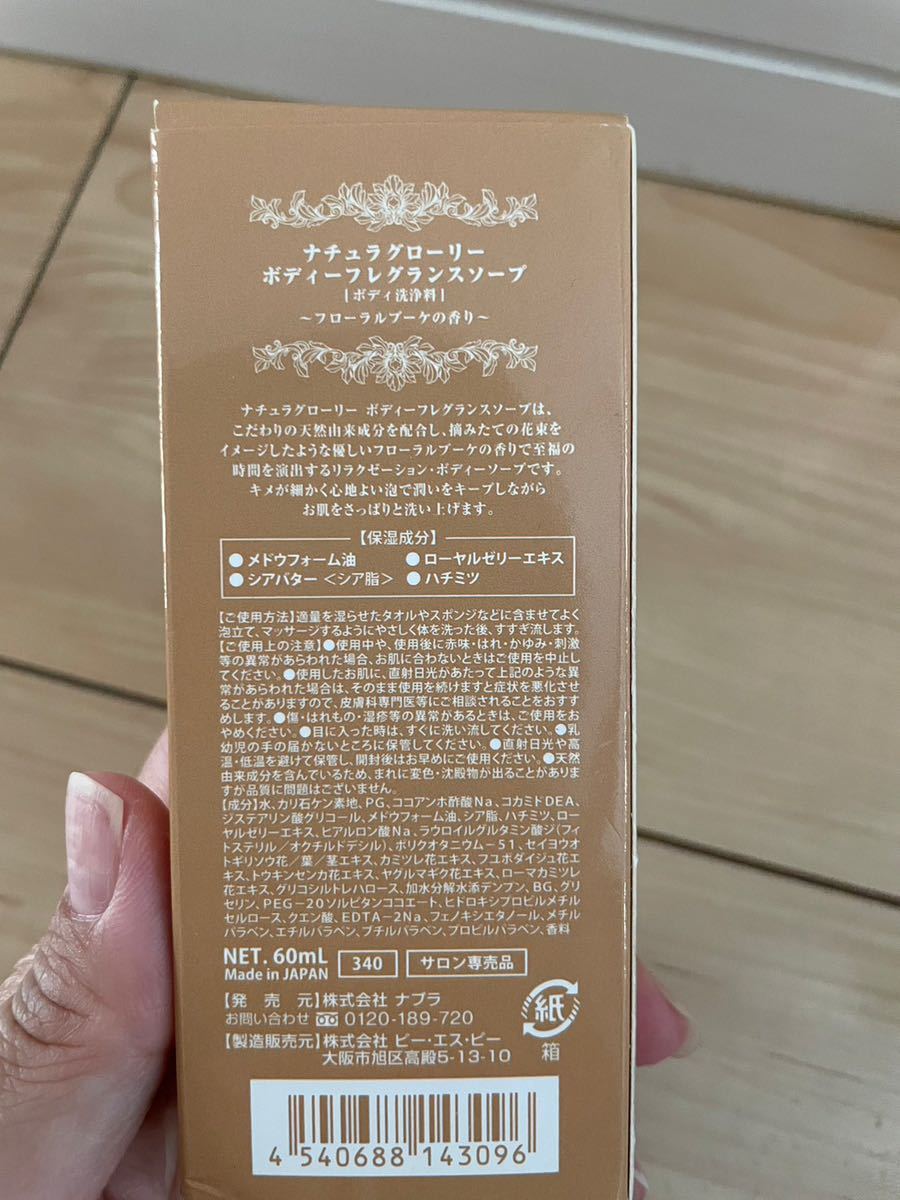 ナチュラグローリー
ボディーフレグランスソープ
[ボディ洗浄料]
～フローラルブーケの香り～
ナチュラグローリー ボディーフレグランスソープは、
こだわりの天然由来成分を配合し、摘みたての花束を
イメージしたような優しいフローラルブーケの香りで至福の
時間を演出するリラクゼーション・ボディーソープです。
キメが細かく心地よい泡で潤いをキープしながら
お肌をさっぱりと洗い上げます。
【保湿成分】
●メドウフォーム油 ●ローヤルゼリーエキス
●シアバター＜シア脂＞ ●ハチミツ
【ご使用方法】適量を湿らせたタオルやスポンジなどに含ませてよく
泡立て、マッサージするようにやさしく体を洗った後、すすぎ流します。
【ご使用上の注意】●使用中や、使用後に赤味・はれ・かゆみ・刺激
等の異常があらわれた場合、お肌に合わないときはご使用を中止し
てください。●使用したお肌に、直射日光があたって上記のような異
常があらわれた場合は、そのまま使用を続けますと症状を悪化させ
ることがありますので、皮膚科専門医等にご相談されることをおすす
めします。●傷・はれもの・湿疹等の異常があるときは、ご使用をお
やめください。●目に入った時は、すぐに洗い流してください。●乳
幼児の手の届かないところに保管してください。●直射日光や高
温・低温を避けて保管し、開封後はお早めにご使用ください。●天然
由来成分を含んでいるため、まれに変色・沈殿物が出ることがありま
すが品質に問題はございません。
【成分】水、カリ石ケン素地、PG、ココアンホ酢酸Na、コカミドDEA、
ジステアリン酸グリコール、メドウフォーム油、シア脂、ハチミツ、ロー
ヤルゼリーエキス、ヒアルロン酸Na、ラウロイルグルタミン酸ジ(フィ
トステリル/オクチルドデシル)、ポリクオタニウム-51、セイヨウオ
トギリソウ花/葉/茎エキス、カミツレ花エキス、フユボダイジュ花エ
キス、トウキンセンカ花エキス、ヤグルマギク花エキス、ローマカミツレ
花エキス、グリコシルトレハロース、加水分解水添デンプン、BG、グリ
セリン、PEG-20ソルビタンココエート、ヒドロキシプロピルメチル
セルロース、クエン酸、EDTA-2Na、フェノキシエタノール、メチル
パラベン、エチルパラベン、ブチルパラベン、プロピルパラベン、香料
NET. 60mL
Made in JAPAN 340 サロン専売品
【発売元】株式会社 ナプラ
お問い合わせ 0120-189-720
【製造販売元】株式会社 ピー・エス・ピー
大阪市旭区高殿5-13-10
紙
箱
4 540688 143096